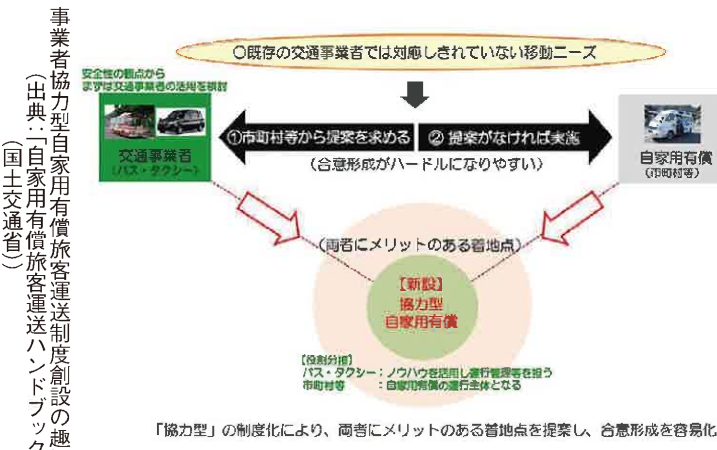 事業者協力型自家用有償旅客運送制度創設の趣
（出典：「自家用有償旅客運送ハンドブック
（国土交通省））
〇既存の交通事業者では対応しきれていない移動ニーズ
安全性の観点から
まずは交通事業者の活用を検討
交通事業者
（バス・タクシー）
①市町村等から提案を求める
② 提案がなければ実施
（合意形成がハードルになりやすい）
自家用有償
（市町村等）
（両者にメリットのある着地点）
【新設】
協力型
自家用有償
【役割分担】
バス・タクシー：ノウハウを活用し運行管理等を担う
市町村等　　　：自家用有償の運行主体となる
「協力型」の制度化により、両者にメリットのある着地点を提案し、合意形成を容易化